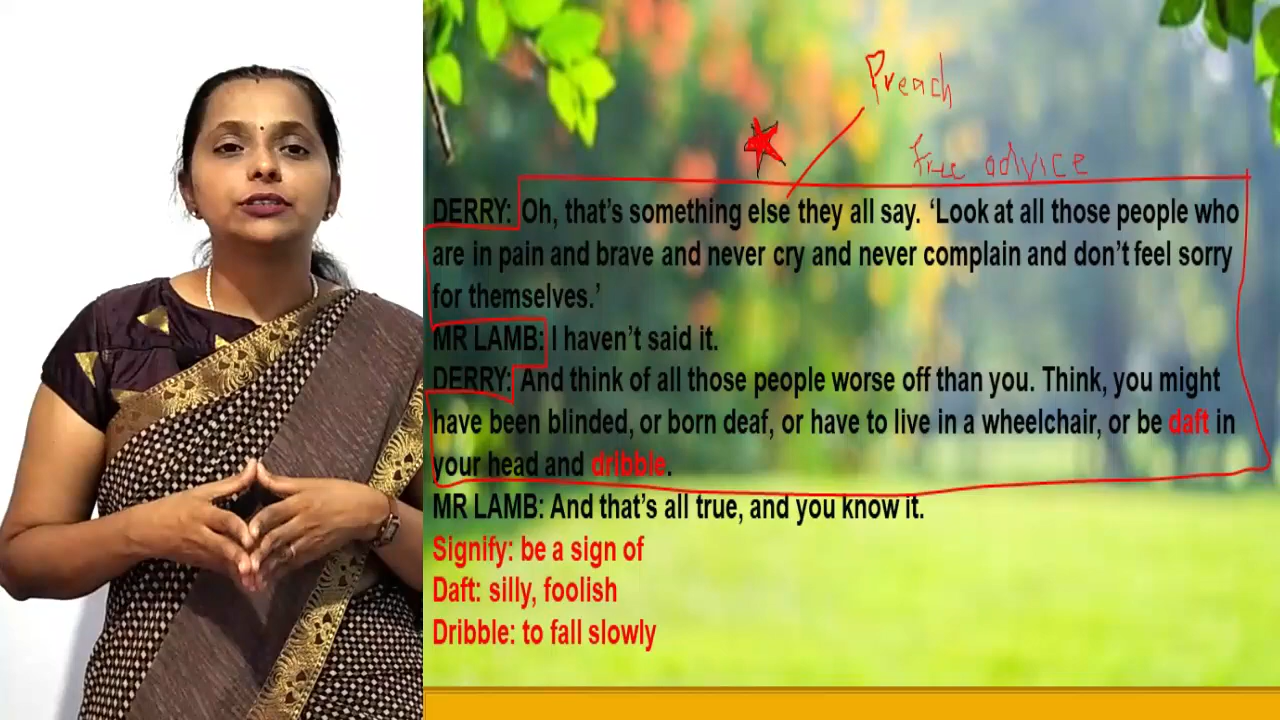 Preach
free advice
DERRY: Oh, that’s something else they all say. ‘Look at all those people who
are in pain and brave and never cry and never complain and don’t feel sorry
for themselves.’
MR LAMB: I haven’t said it.
DERRY: And think of all those people worse off than you. Think, you might
have been blinded, or born deaf, or have to live in a wheelchair, or be daft in
your head and dribble.
MR LAMB: And that’s all true, and you know it.
Signify: be a sign of
Daft: silly, foolish
Dribble: to fall slowly